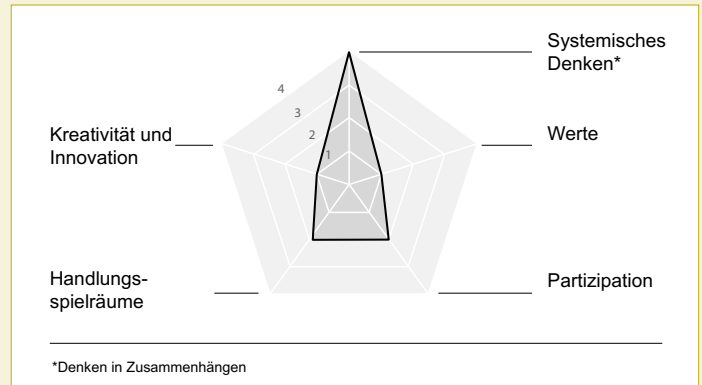 Systemisches
Denken*
4
3
Kreativität und
Innovation
2
Werte
1
Handlungs-
spielräume
Partizipation
*Denken in Zusammenhängen